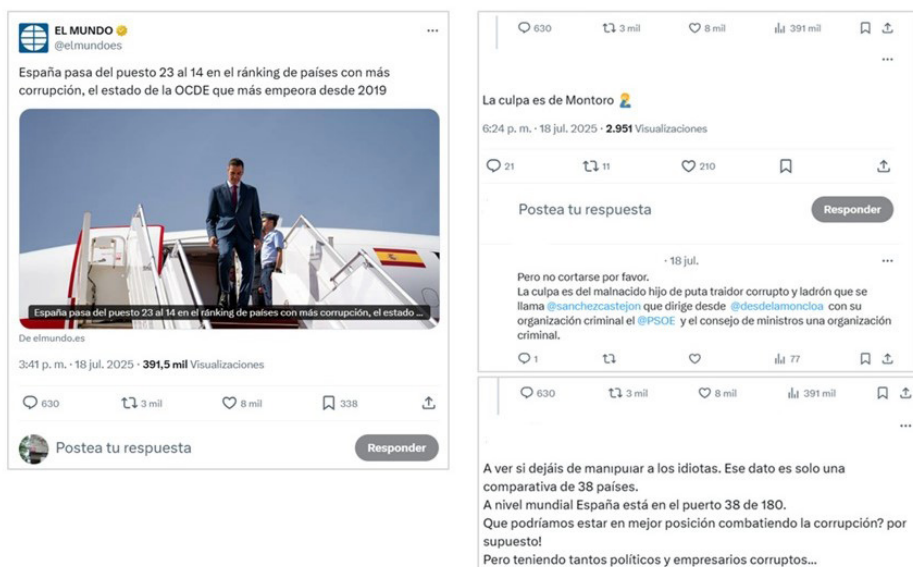 EL MUNDO
@elmundoes
España pasa del puesto 23 al 14 en el ránking de países con más
corrupción, el estado de la OCDE que más empeora desde 2019
España pasa del puesto 23 al 14 en el ránking de países con más corrupción, el estado ...
De elmundo.es
3:41 p. m. · 18 jul. 2025 · 391,5 mil Visualizaciones
630 3 mil 8 mil 338
Postea tu respuesta Responder
630 3 mil 8 mil 391 mil
La culpa es de Montoro
6:24 p. m. · 18 jul. 2025 · 2.951 Visualizaciones
21 11 210
Postea tu respuesta Responder
· 18 jul.
Pero no cortarse por favor.
La culpa es del malnacido hijo de puta traidor corrupto y ladrón que se
llama @sanchezcastejon que dirige desde @desdelamoncloa con su
organización criminal el @PSOE y el consejo de ministros una organización
criminal.
1 77
630 3 mil 8 mil 391 mil
A ver si dejáis de manipular a los idiotas. Ese dato es solo una
comparativa de 38 países.
A nivel mundial España está en el puerto 38 de 180.
Que podríamos estar en mejor posición combatiendo la corrupción? por
supuesto!
Pero teniendo tantos políticos y empresarios corruptos...